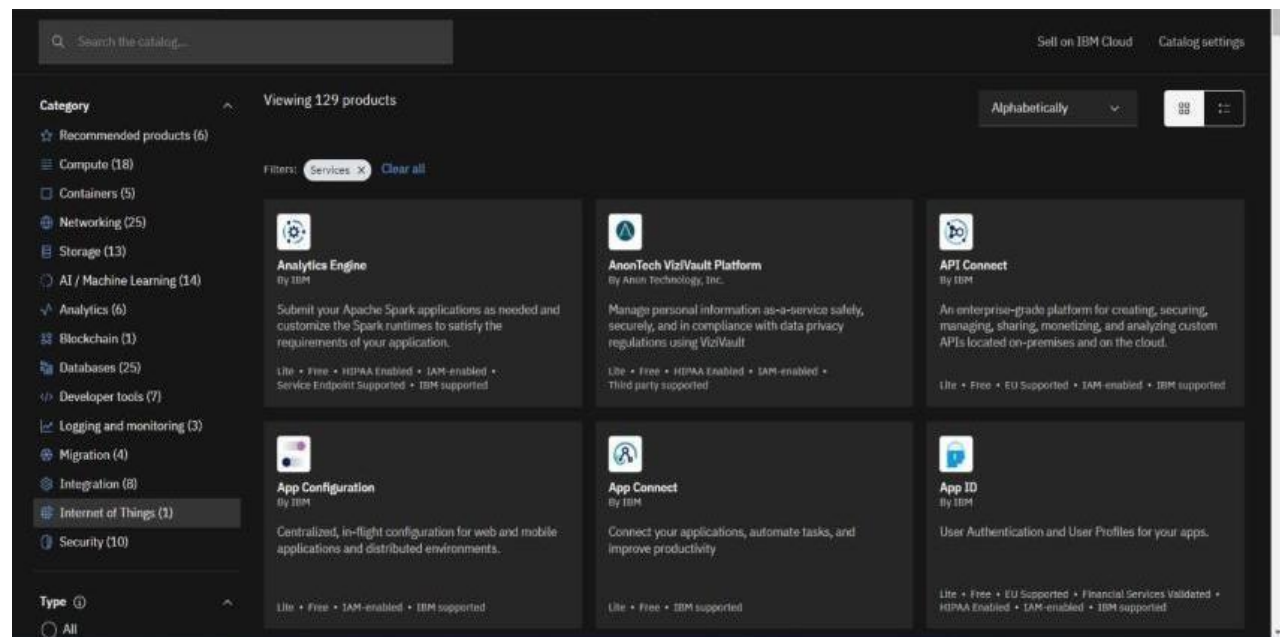 Search the catalog...
Sell on IBM Cloud
Catalog settings
Category
Recommended products (6)
Compute (18)
Containers (5)
Networking (25)
Storage (13)
AI / Machine Learning (14)
Analytics (6)
Blockchain (1)
Databases (25)
Developer tools (7)
Logging and monitoring (3)
Migration (4)
Integration (8)
Internet of Things (1)
Security (10)
Type
All
Viewing 129 products
Alphabetically
Filters: Services × Clear all
Analytics Engine
By IBM
Submit your Apache Spark applications as needed and
customize the Spark runtimes to satisfy the
requirements of your application.
Lite • Free • HIPAA Enabled • IAM-enabled •
Service Endpoint Supported • IBM supported
AnonTech ViziVault Platform
By Anon Technology, Inc.
Manage personal information as-a-service safely,
securely, and in compliance with data privacy
regulations using ViziVault
Lite • Free • HIPAA Enabled • IAM-enabled •
Third party supported
API Connect
By IBM
An enterprise-grade platform for creating, securing,
managing, sharing, monetizing, and analyzing custom
APIs located on-premises and on the cloud.
Lite • Free • EU Supported • IAM-enabled • IBM supported
App Configuration
By IBM
Centralized, in-flight configuration for web and mobile
applications and distributed environments.
Lite • Free • IAM-enabled • IBM supported
App Connect
By IBM
Connect your applications, automate tasks, and
improve productivity
Lite • Free • IBM supported
App ID
By IBM
User Authentication and User Profiles for your apps.
Lite • Free • EU Supported • Financial Services Validated •
HIPAA Enabled • IAM-enabled • IBM supported